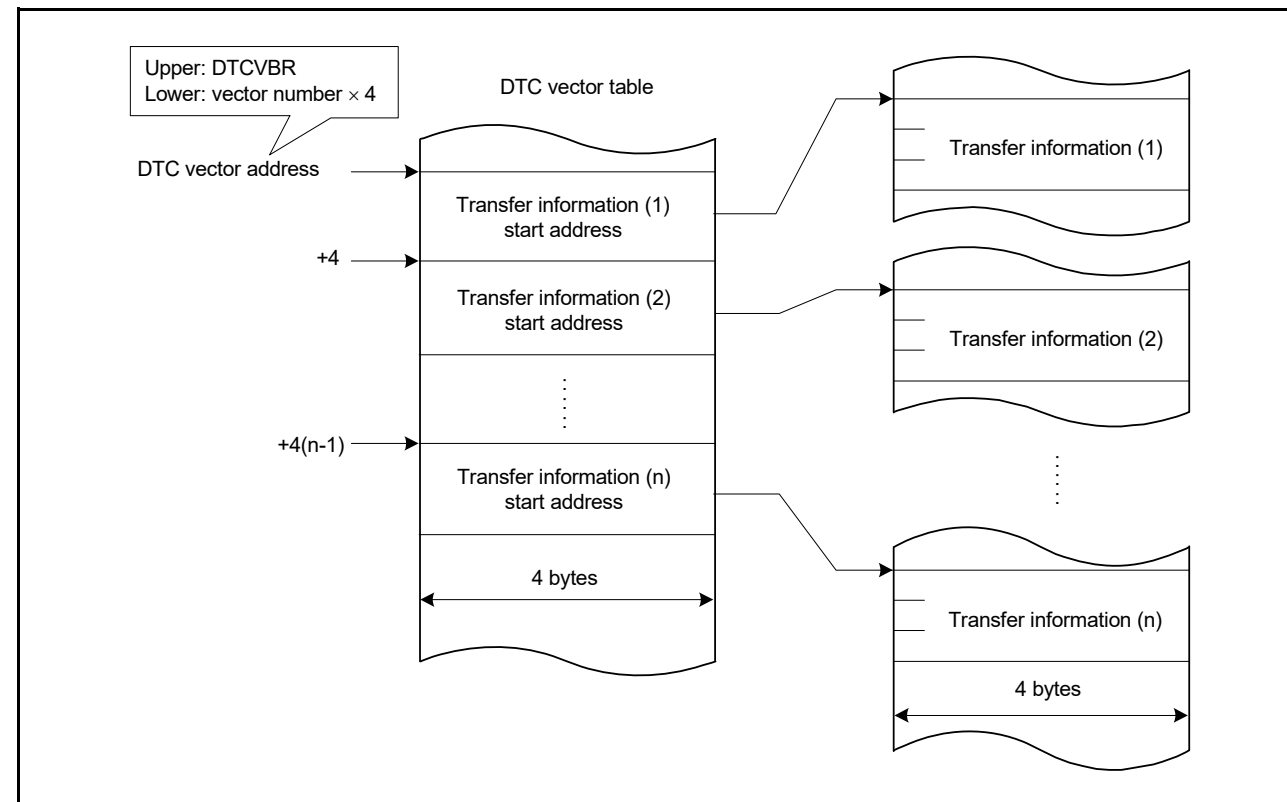 Upper: DTCVBR
Lower: vector number × 4
DTC vector table
DTC vector address
Transfer information (1)
start address
+4
Transfer information (2)
start address
+4(n-1)
Transfer information (n)
start address
4 bytes
Transfer information (1)
Transfer information (2)
Transfer information (n)
4 bytes